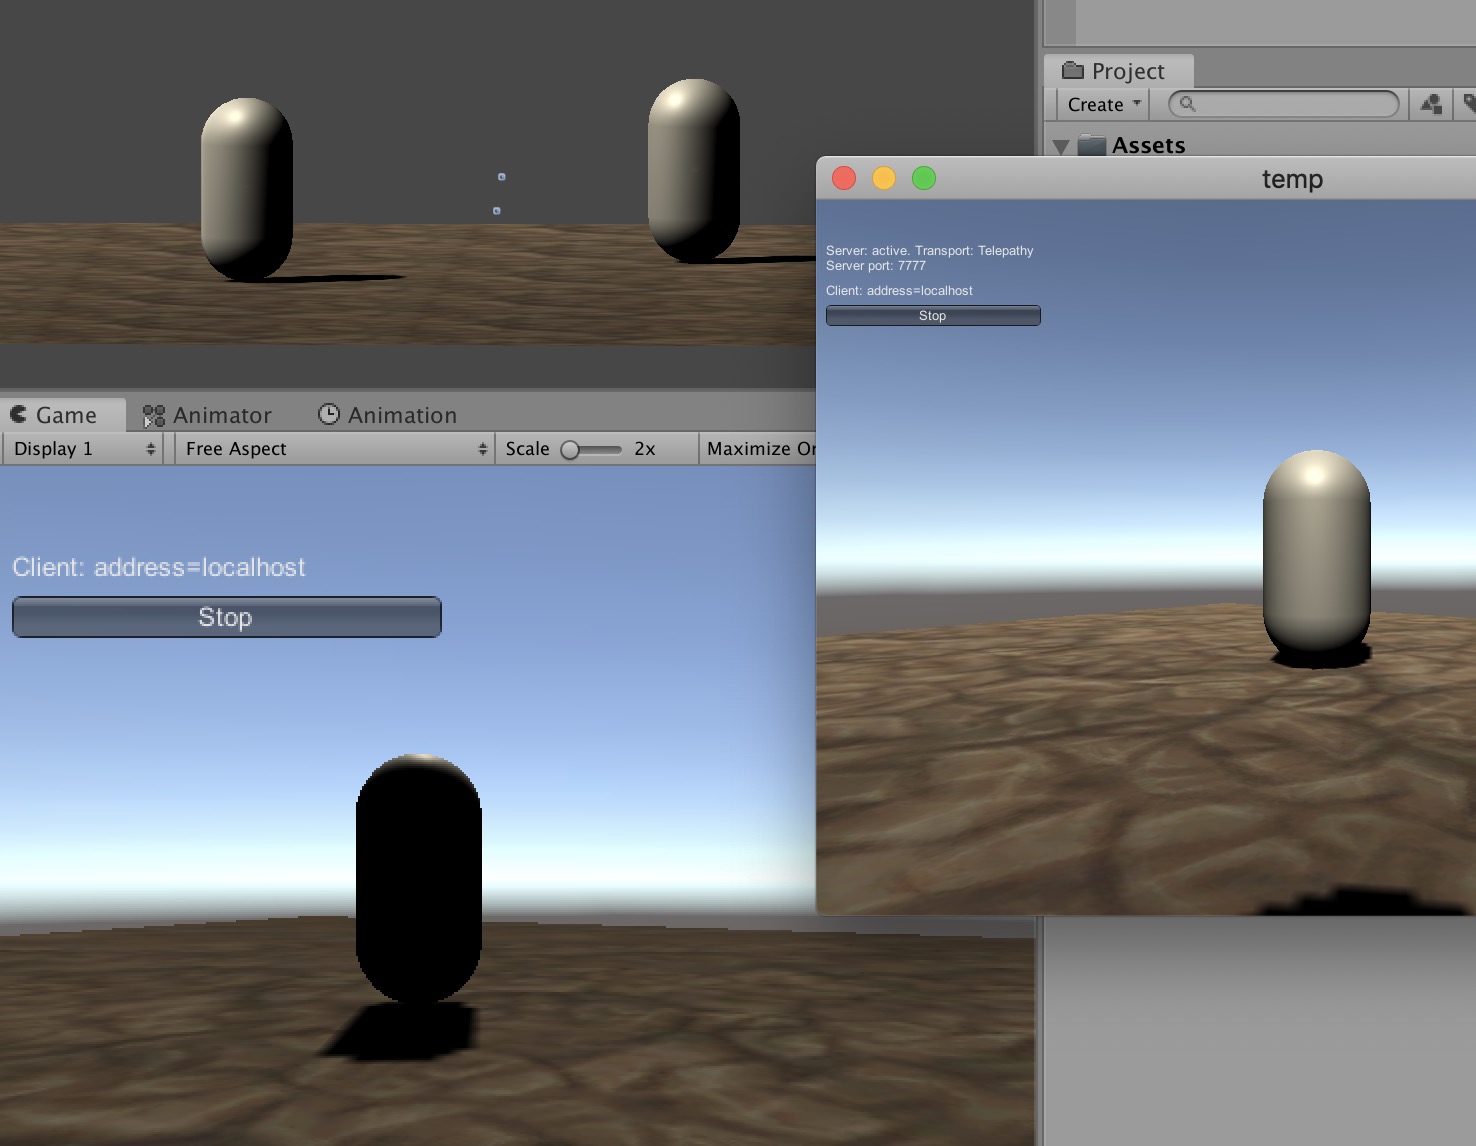 Project
Create
Assets
temp
Server: active. Transport: Telepathy
Server port: 7777
Client: address=localhost
Stop
Game
Animator
Animation
Display 1
Free Aspect
Scale
2x
Maximize
Client: address=localhost
Stop